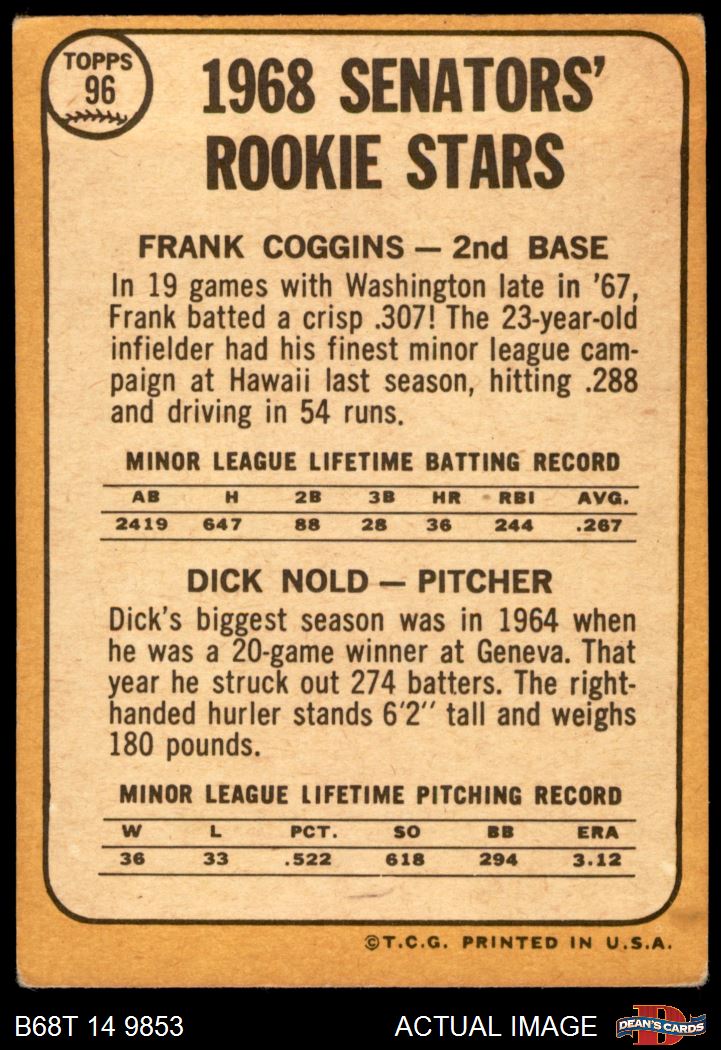 TOPPS
96
1968 SENATORS'
ROOKIE STARS
FRANK COGGINS — 2nd BASE
In 19 games with Washington late in '67,
Frank batted a crisp .307! The 23-year-old
infielder had his finest minor league cam-
paign at Hawaii last season, hitting .288
and driving in 54 runs.
MINOR LEAGUE LIFETIME BATTING RECORD
AB H 2B 3B HR RBI AVG.
2419 647 88 28 36 244 .267
DICK NOLD — PITCHER
Dick's biggest season was in 1964 when
he was a 20-game winner at Geneva. That
year he struck out 274 batters. The right-
handed hurler stands 6'2'' tall and weighs
180 pounds.
MINOR LEAGUE LIFETIME PITCHING RECORD
W L PCT. SO BB ERA
36 33 .522 618 294 3.12
©T.C.G. PRINTED IN U.S.A.
B68T 14 9853 ACTUAL IMAGE
D
DEAN'S CARDS